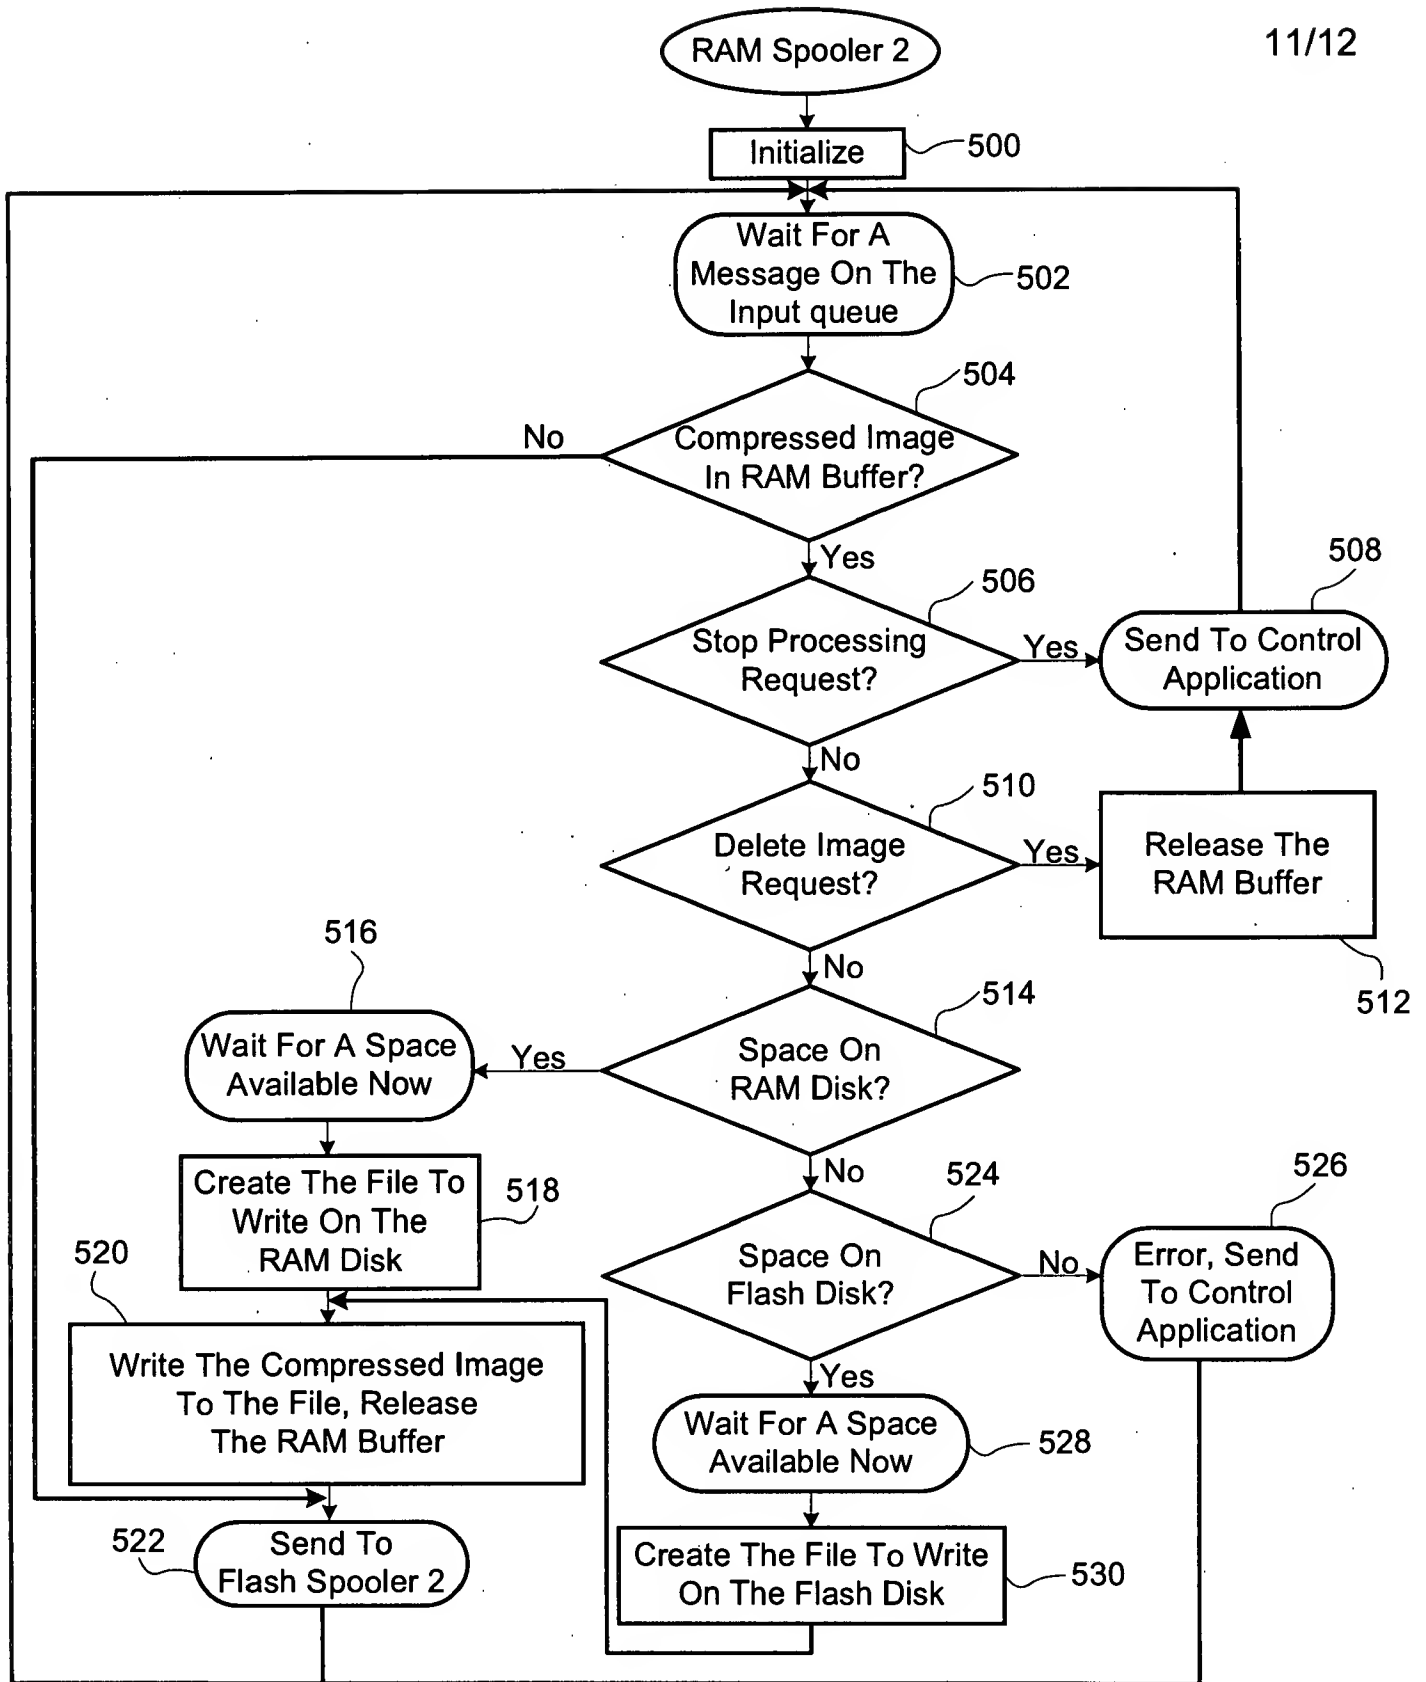 11/12
RAM Spooler 2
Initialize
500
Wait For A
Message On The
Input queue
502
504
Compressed Image
In RAM Buffer?
No
Yes
506
Stop Processing
Request?
Yes
508
Send To Control
Application
No
510
Delete Image
Request?
Yes
Release The
RAM Buffer
512
No
514
Space On
RAM Disk?
Yes
516
Wait For A Space
Available Now
Create The File To
Write On The
RAM Disk
518
No
524
Space On
Flash Disk?
No
526
Error, Send
To Control
Application
520
Write The Compressed Image
To The File, Release
The RAM Buffer
Yes
Wait For A Space
Available Now
528
522
Send To
Flash Spooler 2
Create The File To Write
On The Flash Disk
530